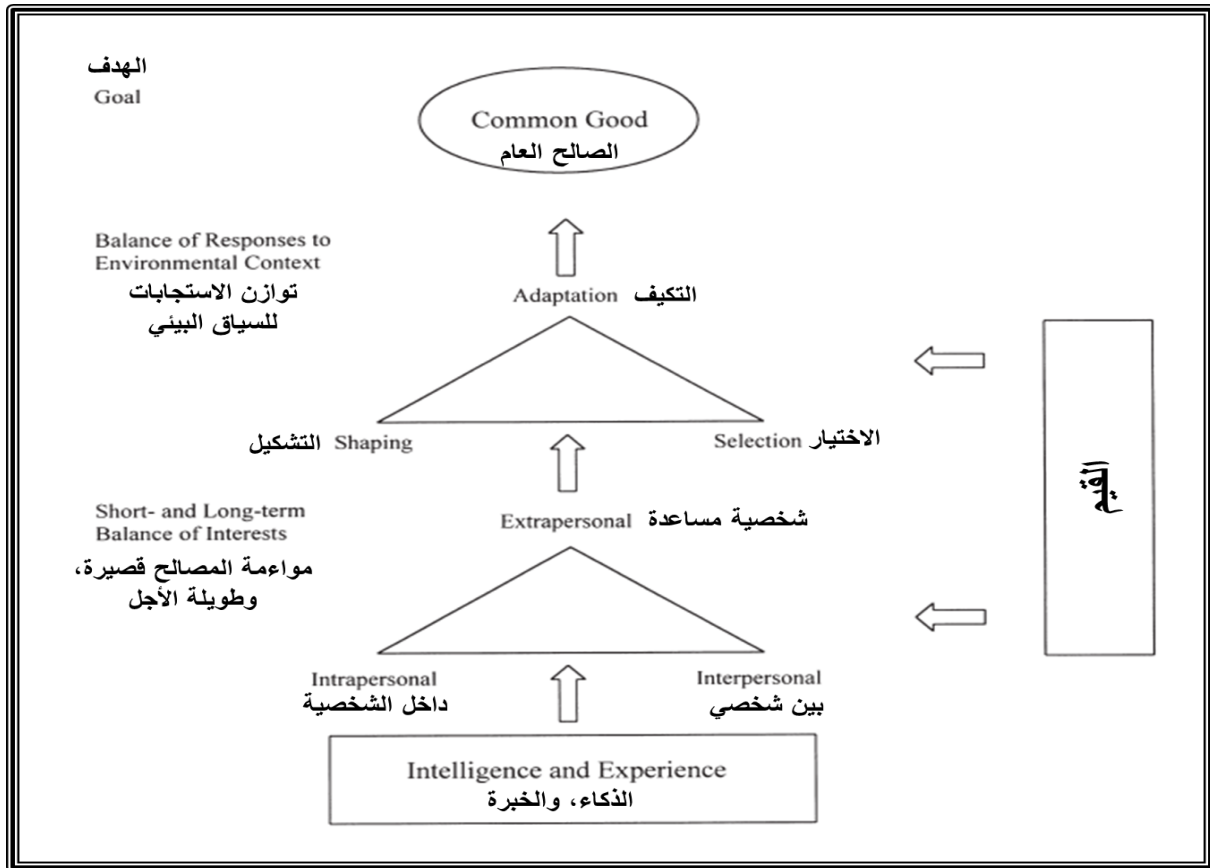 الهدف
Goal
Common Good
الصالح العام
Balance of Responses to
Environmental Context
توازن الاستجابات
للسياق البيئي
Adaptation التكيف
التشكيل Shaping
Selection الاختيار
القيم
Short- and Long-term
Balance of Interests
مواءمة المصالح قصيرة،
وطويلة الأجل
Extrapersonal شخصية مساعدة
Intrapersonal
داخل الشخصية
Interpersonal
بين شخصي
Intelligence and Experience
الذكاء، والخبرة